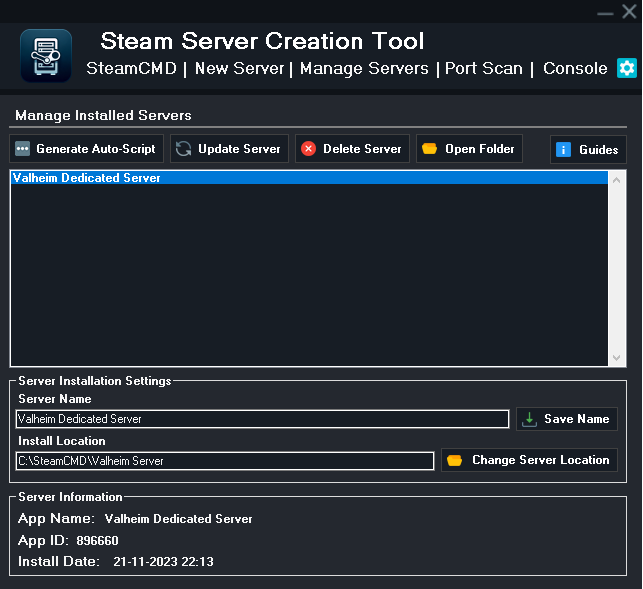 Steam Server Creation Tool
SteamCMD | New Server | Manage Servers | Port Scan | Console
Manage Installed Servers
Generate Auto-Script Update Server Delete Server Open Folder Guides
Valheim Dedicated Server
Server Installation Settings
Server Name
Valheim Dedicated Server Save Name
Install Location
C:\SteamCMD\Valheim Server Change Server Location
Server Information
App Name: Valheim Dedicated Server
App ID: 896660
Install Date: 21-11-2023 22:13